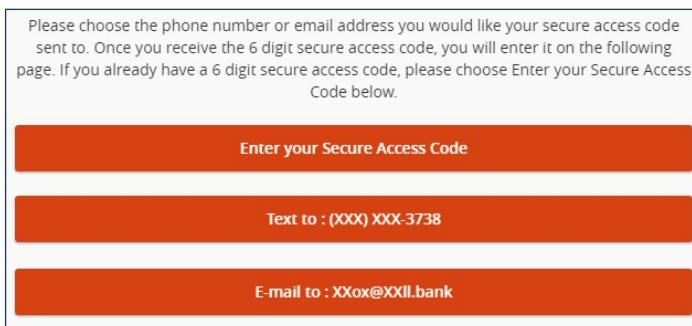 Please choose the phone number or email address you would like your secure access code
sent to. Once you receive the 6 digit secure access code, you will enter it on the following
page. If you already have a 6 digit secure access code, please choose Enter your Secure Access
Code below.
Enter your Secure Access Code
Text to : (XXX) XXX-3738
E-mail to : XXox@XXll.bank